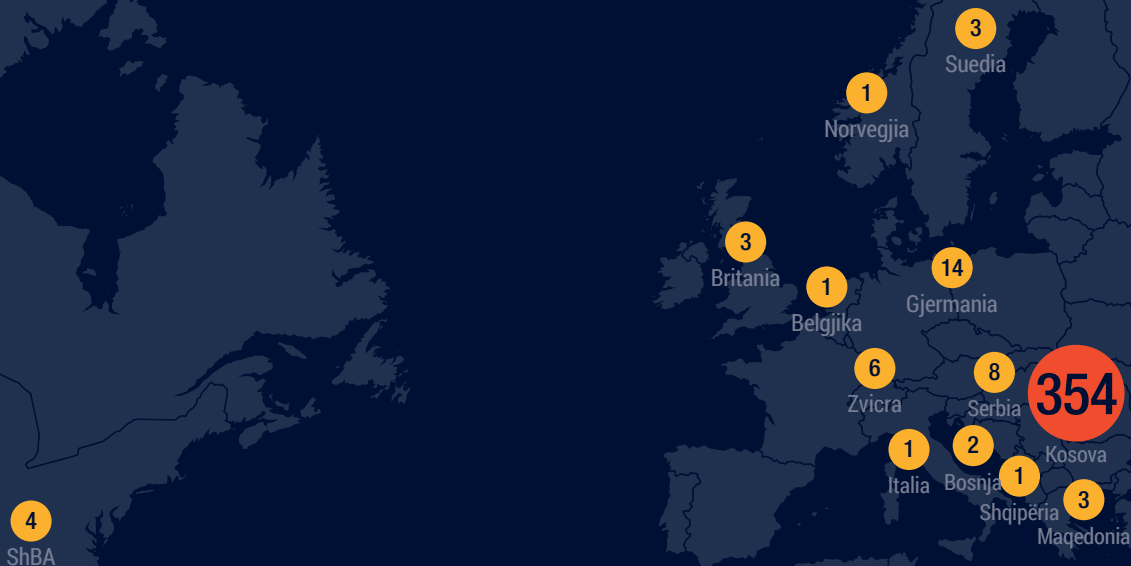 3
Suedia
1
Norvegjia
3
Britania
14
Gjermania
1
Belgjika
6
Zvicra
8
Serbia
354
Kosova
1
Italia
2
Bosnja
1
Shqipëria
3
Maqedonia
4
ShBA